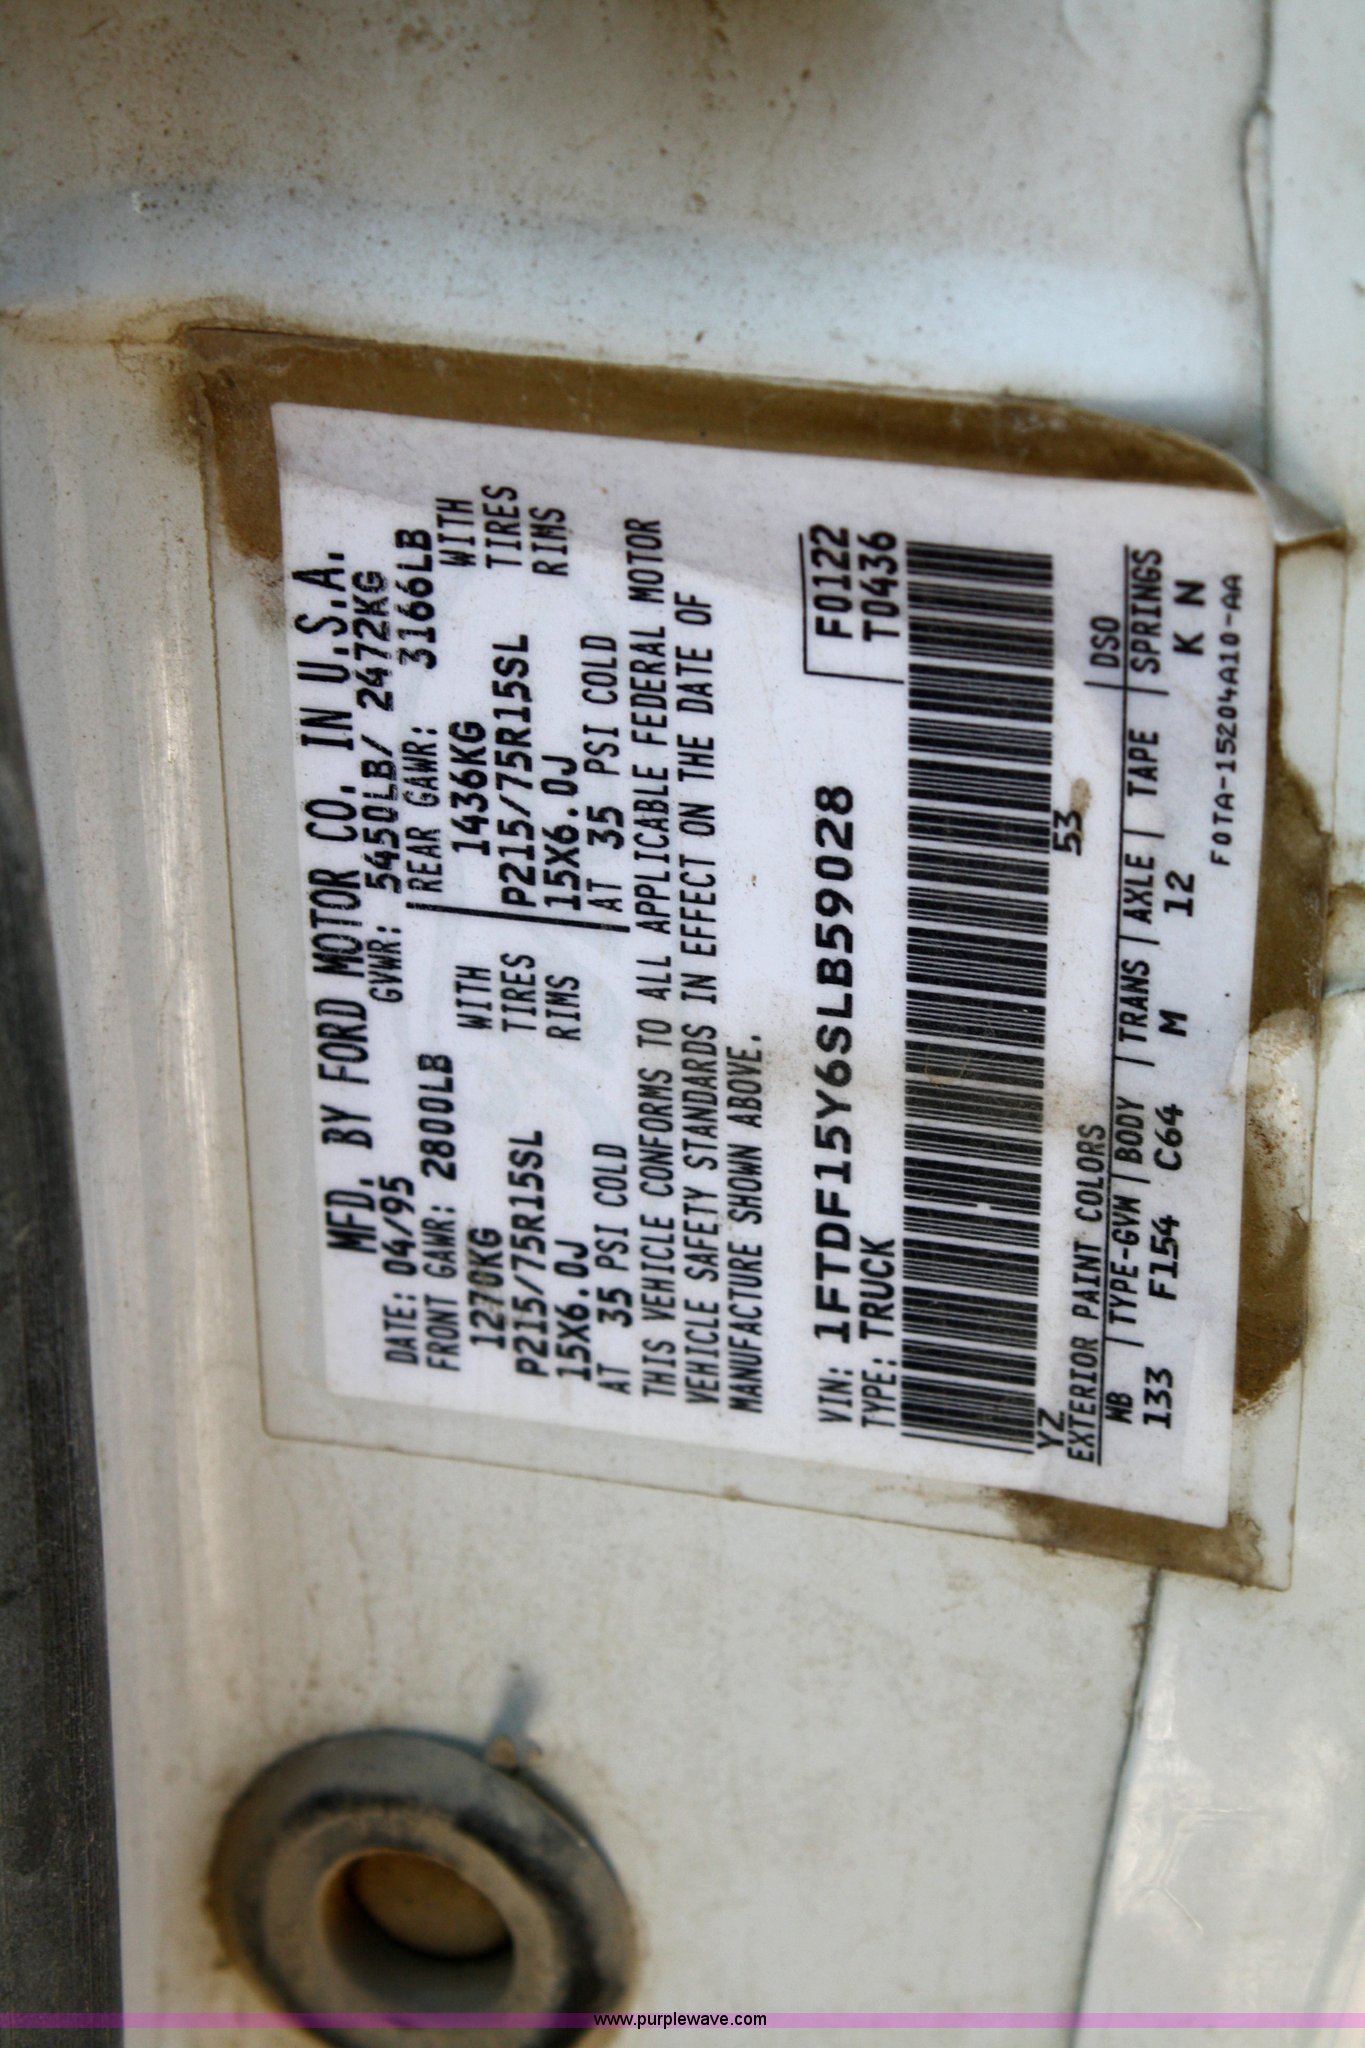 MFD. BY FORD MOTOR CO. IN U.S.A.
DATE: 04/95 GVWR: 5450LB/ 2472KG
FRONT GAWR: 2800LB REAR GAWR: 3166LB
1270KG WITH 1436KG WITH
P215/75R15SL TIRES P215/75R15SL TIRES
15X6.0J RIMS 15X6.0J RIMS
AT 35 PSI COLD AT 35 PSI COLD
THIS VEHICLE CONFORMS TO ALL APPLICABLE FEDERAL MOTOR
VEHICLE SAFETY STANDARDS IN EFFECT ON THE DATE OF
MANUFACTURE SHOWN ABOVE.
VIN: 1FTDF15Y6SLB59028 F0122
TYPE: TRUCK T0436
YZ 53
EXTERIOR PAINT COLORS DSO
WB TYPE-GVW BODY TRANS AXLE TAPE SPRINGS
133 F154 C64 M 12 K N
F0TA-15204A10-AA
www.purplewave.com